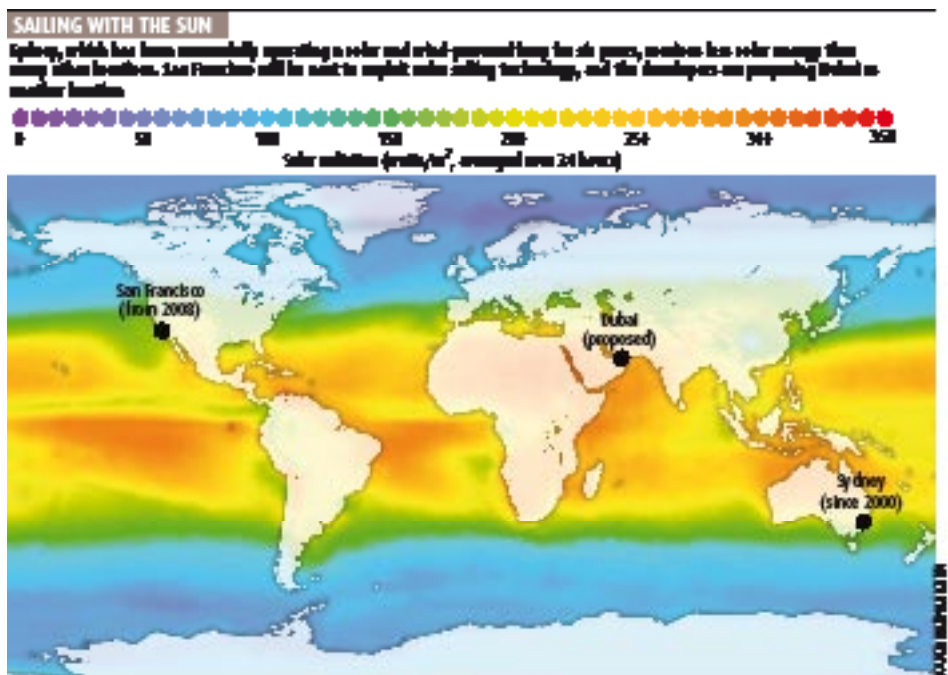 SAILING WITH THE SUN
Sydney, which has been successfully operating a solar and wind-powered ferry for six years, receives less solar energy than
many other locations. San Francisco will be next to exploit solar sailing technology, and the developers are proposing Dubai as
another location
0 50 100 150 200 250 300 350
Solar radiation (watts/m², averaged over 24 hours)
San Francisco
(from 2008)
Dubai
(proposed)
Sydney
(since 2000)